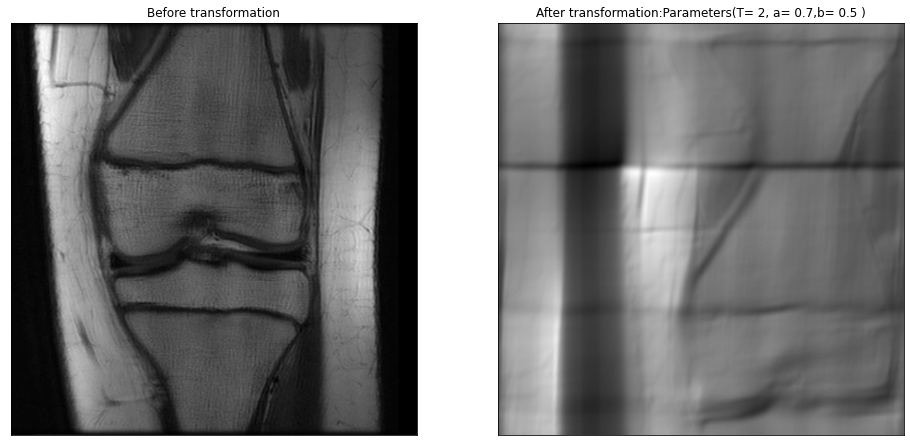 Before transformation
After transformation:Parameters(T= 2, a= 0.7,b= 0.5 )